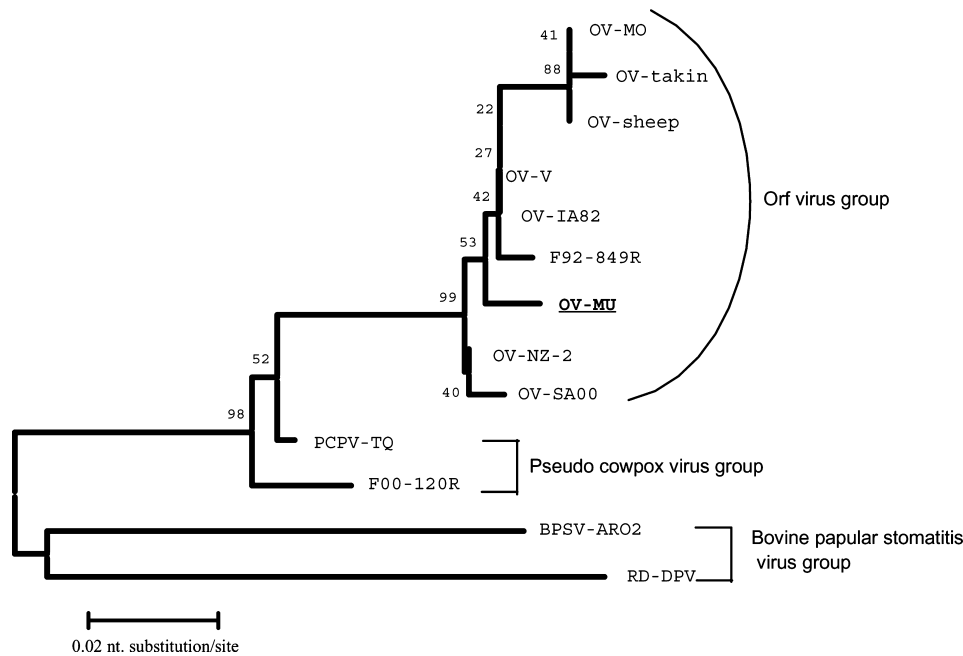 41
OV-MO
88
OV-takin
22
OV-sheep
27
OV-V
42
OV-IA82
Orf virus group
53
F92-849R
99
OV-MU
52
OV-NZ-2
40
OV-SA00
98
PCPV-TQ
Pseudo cowpox virus group
F00-120R
BPSV-ARO2
Bovine papular stomatitis
virus group
RD-DPV
0.02 nt. substitution/site